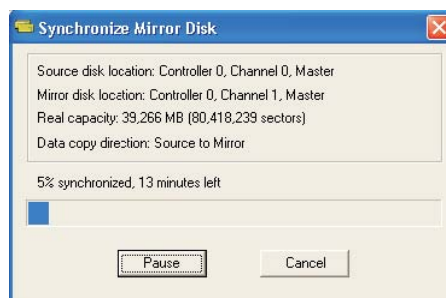 Synchronize Mirror Disk
Source disk location: Controller 0, Channel 0, Master
Mirror disk location: Controller 0, Channel 1, Master
Real capacity: 39,266 MB (80,418,239 sectors)
Data copy direction: Source to Mirror
5% synchronized, 13 minutes left
Pause Cancel